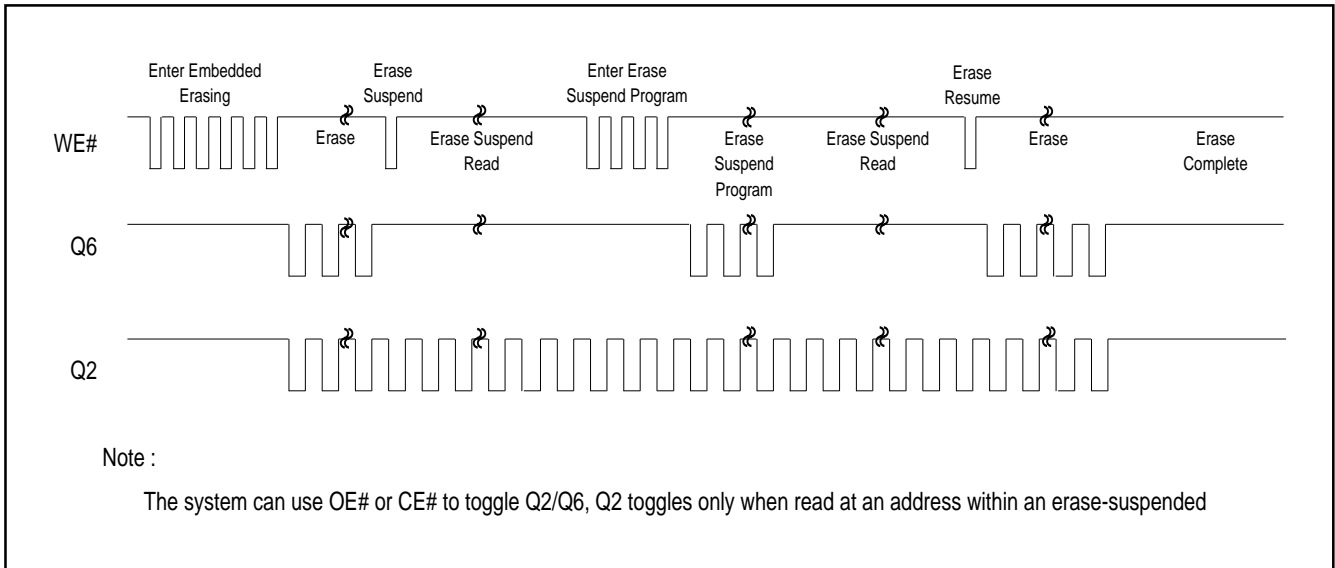 Enter Embedded
Erasing
Erase
Suspend
Enter Erase
Suspend Program
Erase
Resume
WE#
Erase
Erase Suspend
Read
Erase
Suspend
Program
Erase Suspend
Read
Erase
Erase
Complete
Q6
Q2
Note :
The system can use OE# or CE# to toggle Q2/Q6, Q2 toggles only when read at an address within an erase-suspended